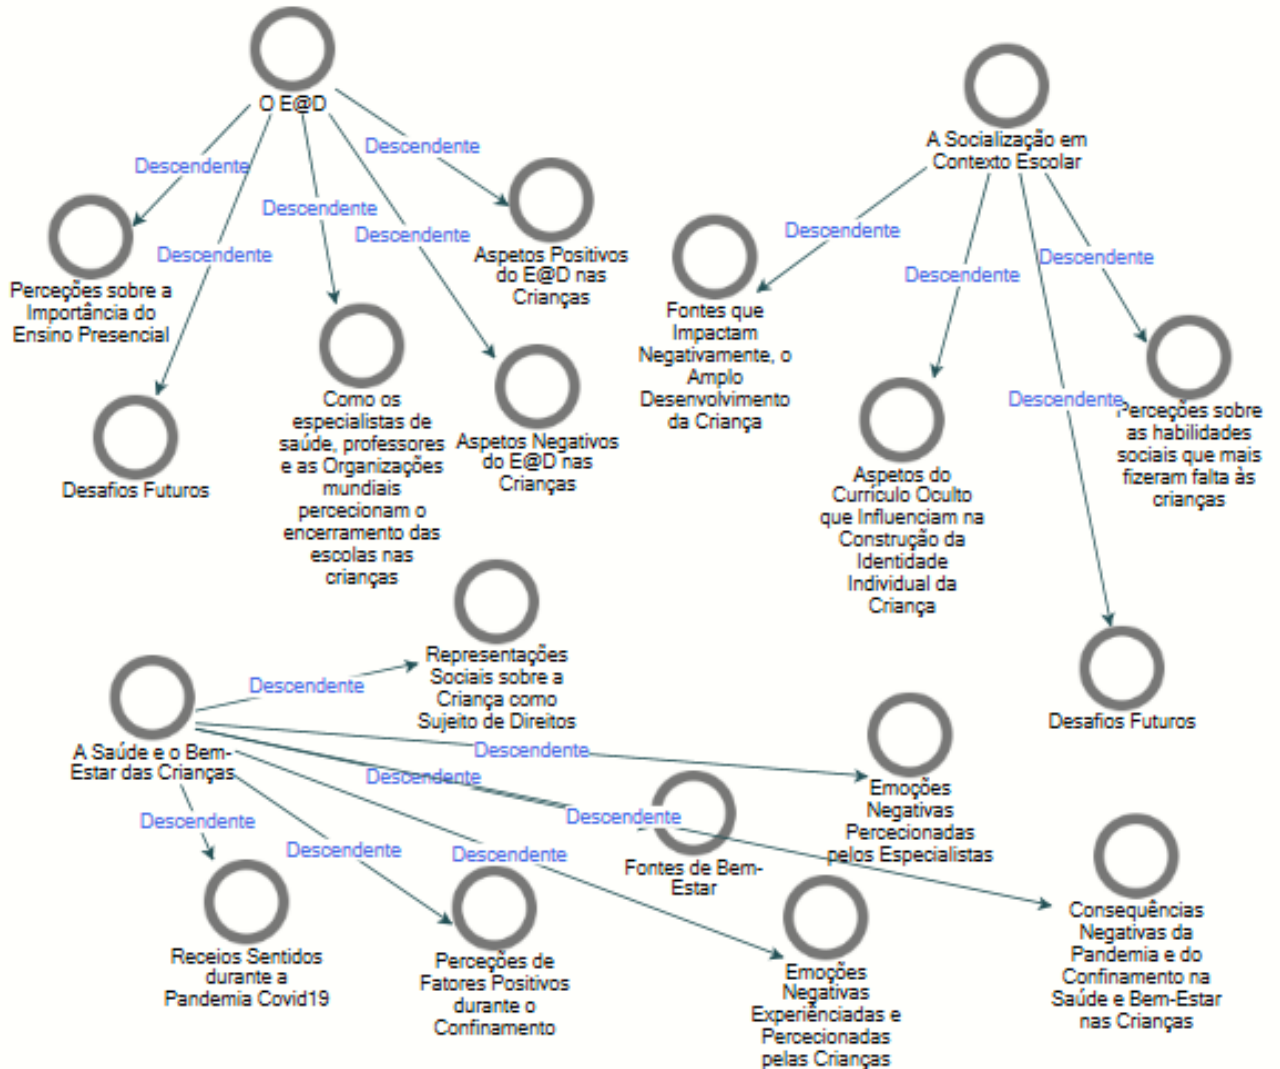 O E@D
Descendente
Descendente
Descendente
Descendente
Descendente
Perceções sobre a
Importância do
Ensino Presencial
Desafios Futuros
Como os
especialistas de
saúde, professores
e as Organizações
mundiais
percecionam o
encerramento das
escolas nas
crianças
Aspetos Negativos
do E@D nas
Crianças
Aspetos Positivos
do E@D nas
Crianças
A Socialização em
Contexto Escolar
Descendente
Descendente
Descendente
Descendente
Fontes que
Impactam
Negativamente, o
Amplo
Desenvolvimento
da Criança
Aspetos do
Currículo Oculto
que Influenciam na
Construção da
Identidade
Individual da
Criança
Perceções sobre
as habilidades
sociais que mais
fizeram falta às
crianças
Desafios Futuros
A Saúde e o Bem-
Estar das Crianças
Descendente
Descendente
Descendente
Descendente
Descendente
Descendente
Descendente
Representações
Sociais sobre a
Criança como
Sujeito de Direitos
Emoções
Negativas
Percecionadas
pelos Especialistas
Fontes de Bem-
Estar
Consequências
Negativas da
Pandemia e do
Confinamento na
Saúde e Bem-Estar
nas Crianças
Receios Sentidos
durante a
Pandemia Covid19
Perceções de
Fatores Positivos
durante o
Confinamento
Emoções
Negativas
Experiênciadas e
Percecionadas
pelas Crianças